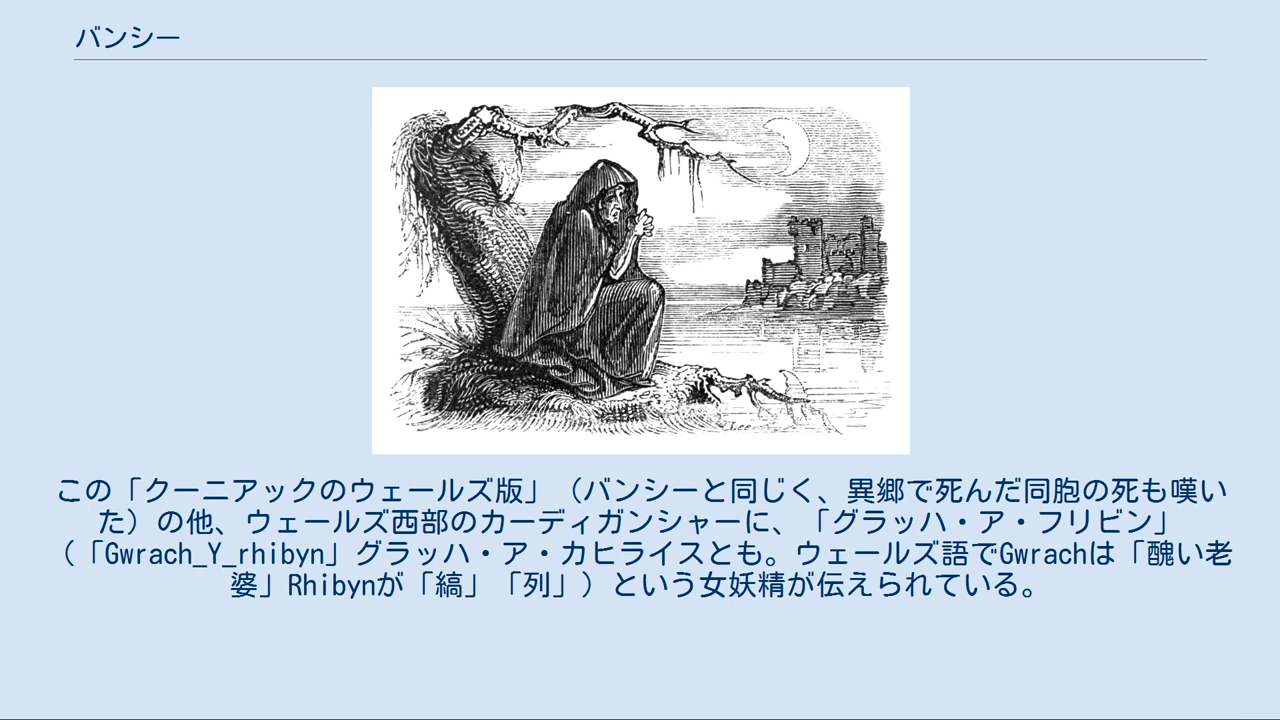 バンシー
Lee
この「クーニアックのウェールズ版」（バンシーと同じく、異郷で死んだ同胞の死も嘆い
た）の他、ウェールズ西部のカーディガンシャーに、「グラッハ・ア・フリビン」
（「Gwrach_Y_rhibyn」グラッハ・ア・カヒライスとも。ウェールズ語でGwrachは「醜い老
婆」Rhibynが「縞」「列」）という女妖精が伝えられている。